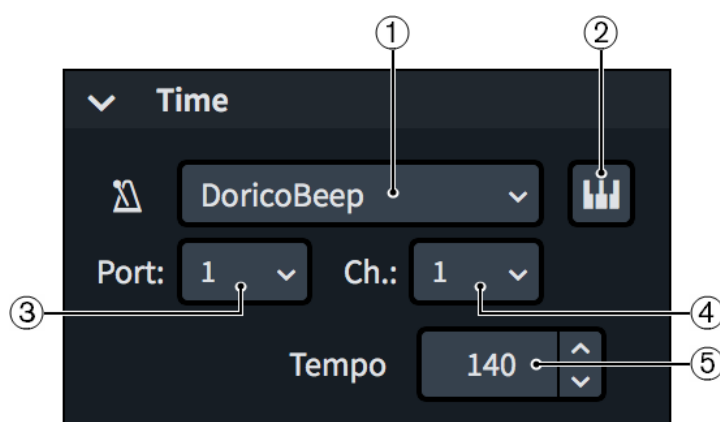 ① ②
Time
DoricoBeep
Port: 1 Ch.: 1
③ ④
Tempo 140 ⑤